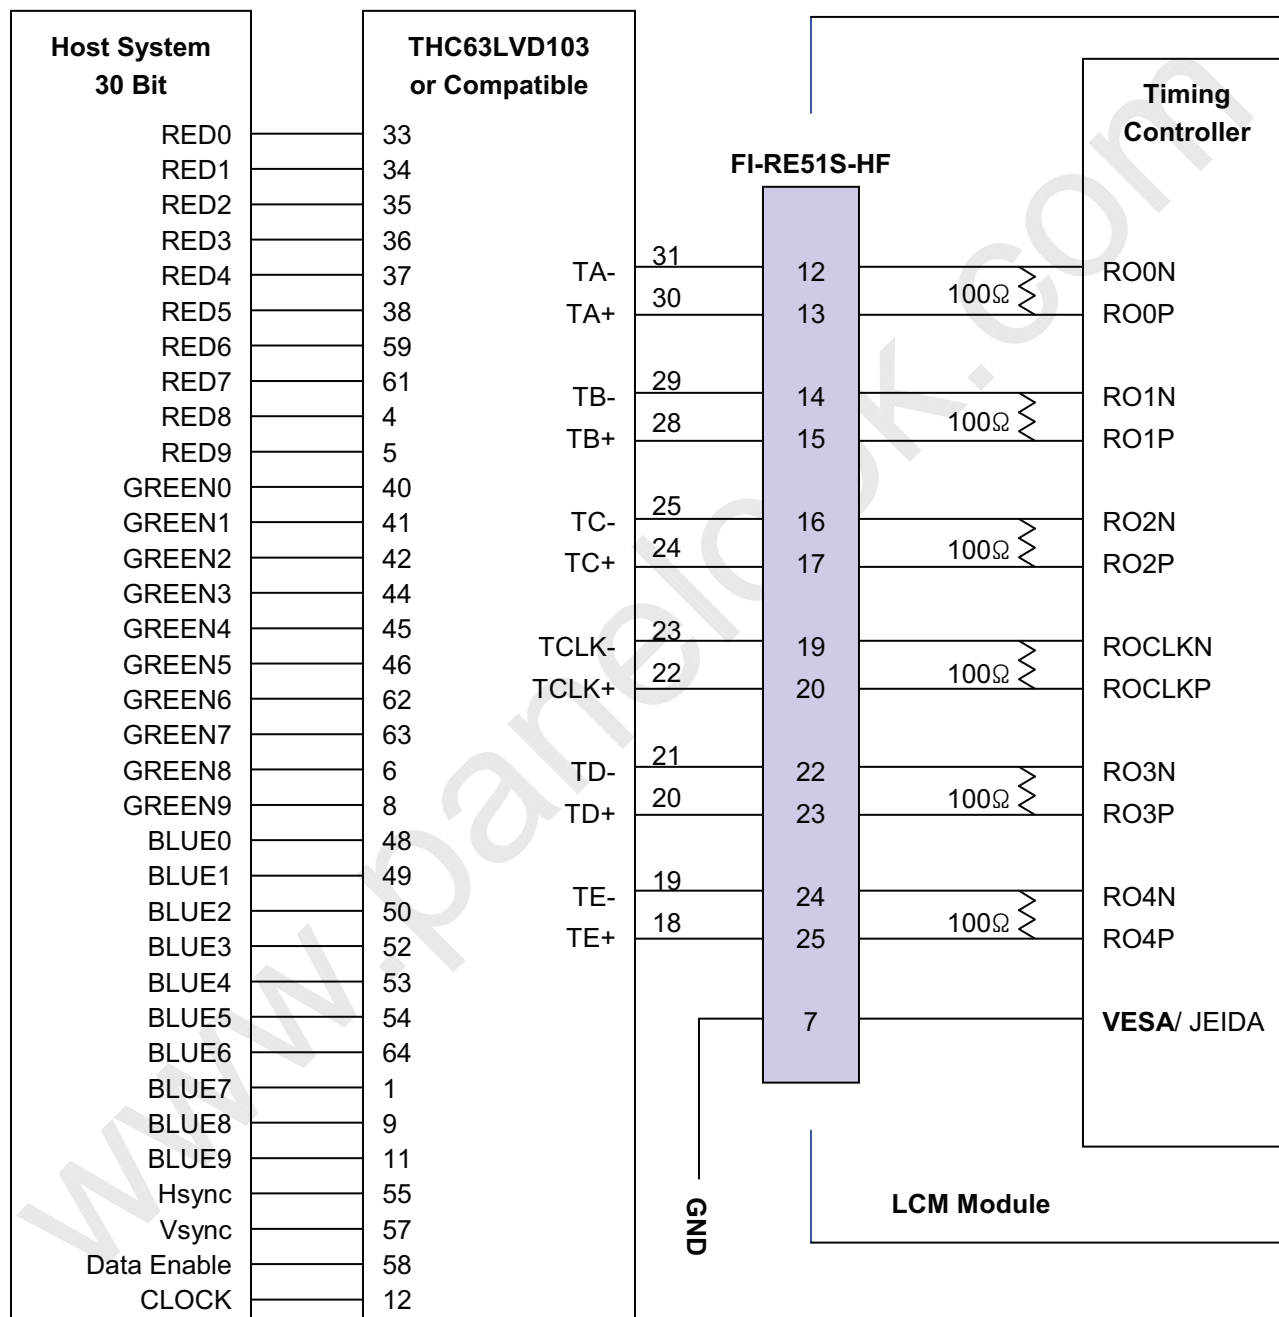 Host System
30 Bit
RED0
RED1
RED2
RED3
RED4
RED5
RED6
RED7
RED8
RED9
GREEN0
GREEN1
GREEN2
GREEN3
GREEN4
GREEN5
GREEN6
GREEN7
GREEN8
GREEN9
BLUE0
BLUE1
BLUE2
BLUE3
BLUE4
BLUE5
BLUE6
BLUE7
BLUE8
BLUE9
Hsync
Vsync
Data Enable
CLOCK
THC63LVD103
or Compatible
33
34
35
36
37
38
59
61
4
5
40
41
42
44
45
46
62
63
6
8
48
49
50
52
53
54
64
1
9
11
55
57
58
12
TA-
TA+
TB-
TB+
TC-
TC+
TCLK-
TCLK+
TD-
TD+
TE-
TE+
31
30
29
28
25
24
23
22
21
20
19
18
FI-RE51S-HF
12
13
14
15
16
17
19
20
22
23
24
25
7
GND
100Ω
100Ω
100Ω
100Ω
100Ω
100Ω
Timing
Controller
RO0N
RO0P
RO1N
RO1P
RO2N
RO2P
ROCLKN
ROCLKP
RO3N
RO3P
RO4N
RO4P
VESA/ JEIDA
LCM Module
www.panelook.com